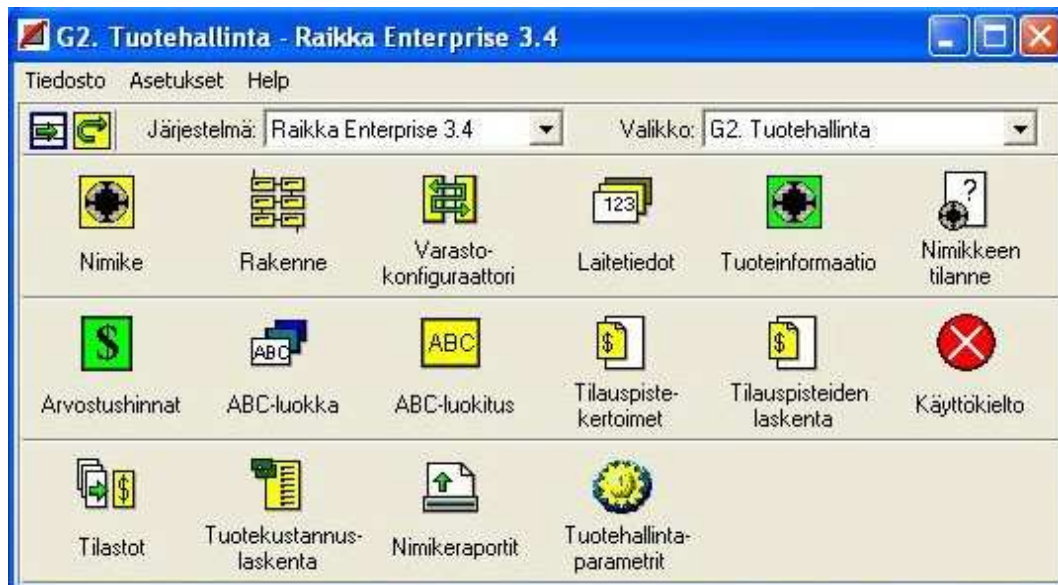 G2. Tuotehallinta - Raikka Enterprise 3.4
Tiedosto Asetukset Help
Järjestelmä: Raikka Enterprise 3.4 Valikko: G2. Tuotehallinta
123 ?
Nimike Rakenne Varasto-
konfiguraattori Laitetiedot Tuoteinformaatio Nimikkeen
tilanne
$ ABC ABC $ $
Arvostushinnat ABC-luokka ABC-luokitus Tilauspiste-
kertoimet Tilauspisteiden
laskenta Käyttökielto
$
Tilastot Tuotekustannus-
laskenta Nimikeraportit Tuotehallinta-
parametrit